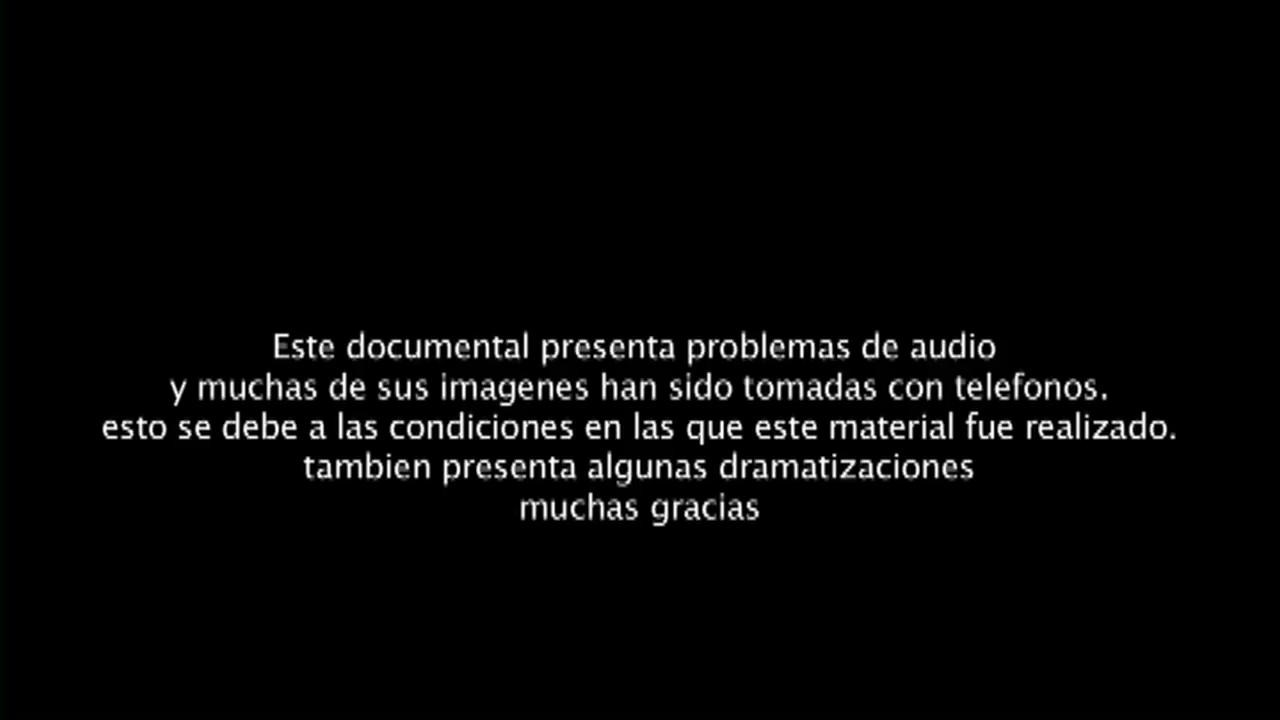 Este documental presenta problemas de audio
y muchas de sus imagenes han sido tomadas con telefonos.
esto se debe a las condiciones en las que este material fue realizado.
tambien presenta algunas dramatizaciones
muchas gracias